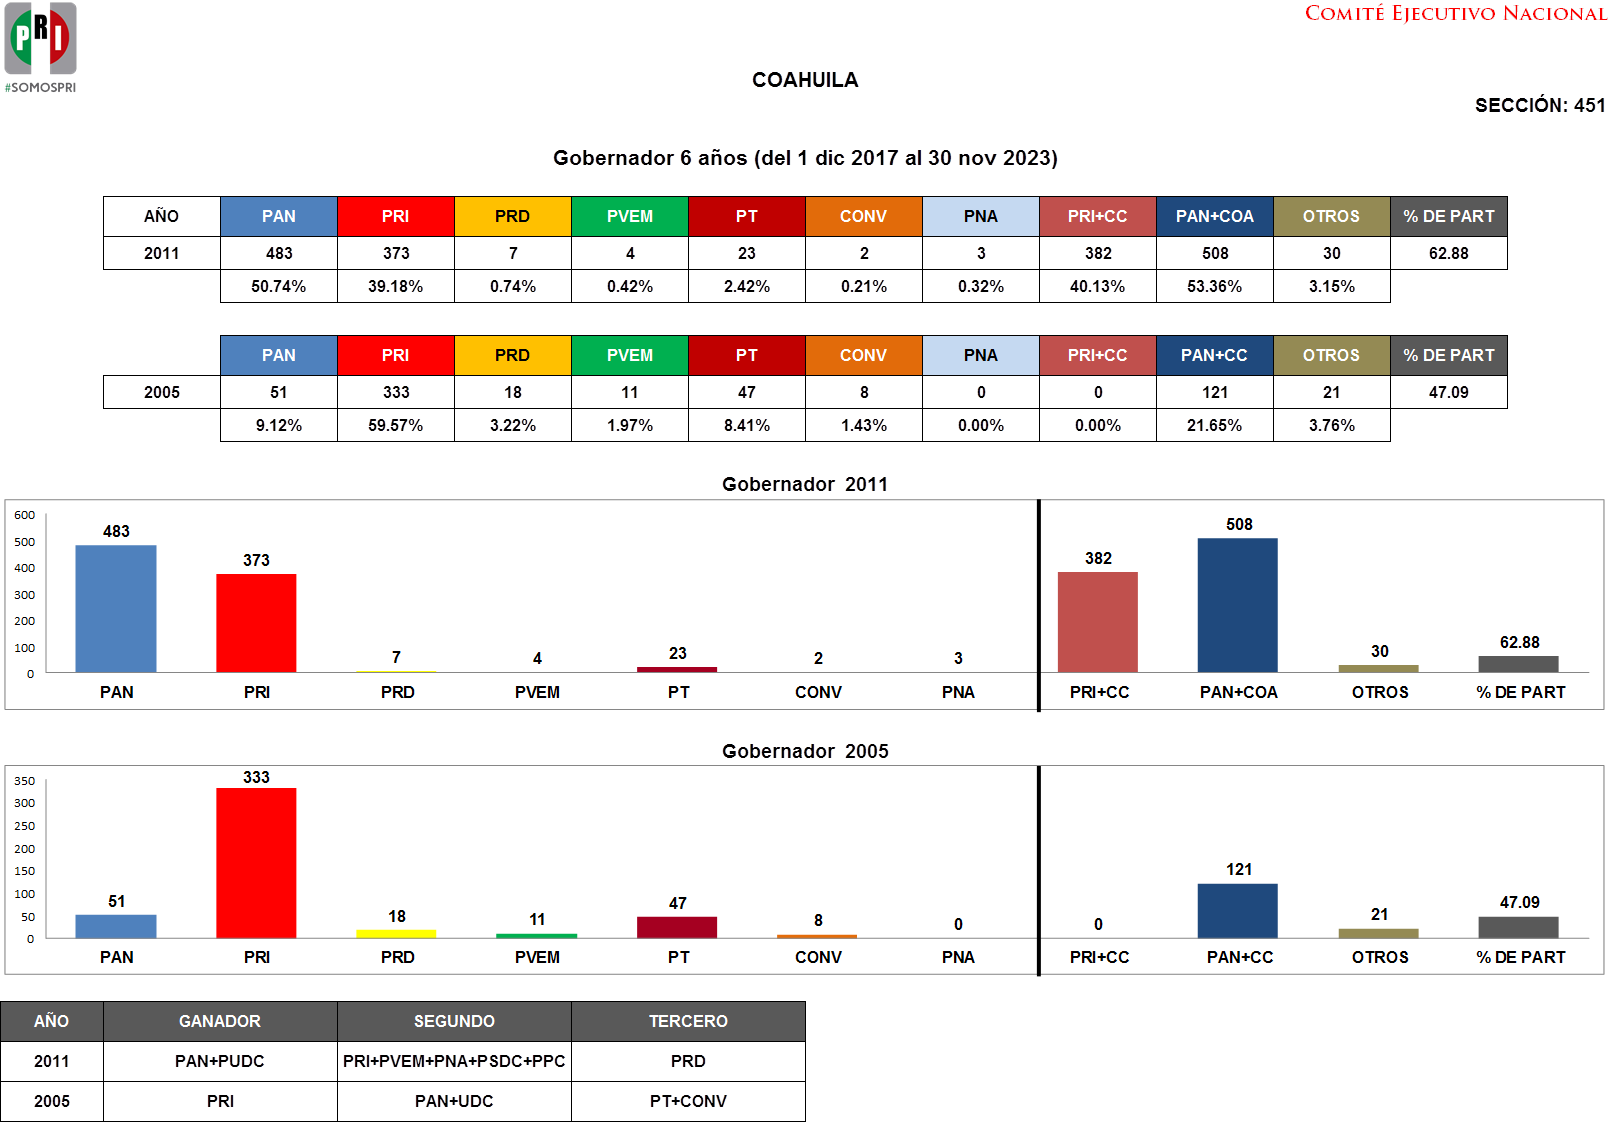 PRI
#SOMOSPRI
COMITÉ EJECUTIVO NACIONAL
COAHUILA
SECCIÓN: 451
Gobernador 6 años (del 1 dic 2017 al 30 nov 2023)
AÑO PAN PRI PRD PVEM PT CONV PNA PRI+CC PAN+COA OTROS % DE PART
2011 483 373 7 4 23 2 3 382 508 30 62.88
50.74% 39.18% 0.74% 0.42% 2.42% 0.21% 0.32% 40.13% 53.36% 3.15%
PAN PRI PRD PVEM PT CONV PNA PRI+CC PAN+CC OTROS % DE PART
2005 51 333 18 11 47 8 0 0 121 21 47.09
9.12% 59.57% 3.22% 1.97% 8.41% 1.43% 0.00% 0.00% 21.65% 3.76%
Gobernador 2011
600
500
400
300
200
100
0
483 373 7 4 23 2 3 382 508 30 62.88
PAN PRI PRD PVEM PT CONV PNA PRI+CC PAN+COA OTROS % DE PART
Gobernador 2005
350
300
250
200
150
100
50
0
51 333 18 11 47 8 0 0 121 21 47.09
PAN PRI PRD PVEM PT CONV PNA PRI+CC PAN+CC OTROS % DE PART
AÑO GANADOR SEGUNDO TERCERO
2011 PAN+PUDC PRI+PVEM+PNA+PSDC+PPC PRD
2005 PRI PAN+UDC PT+CONV